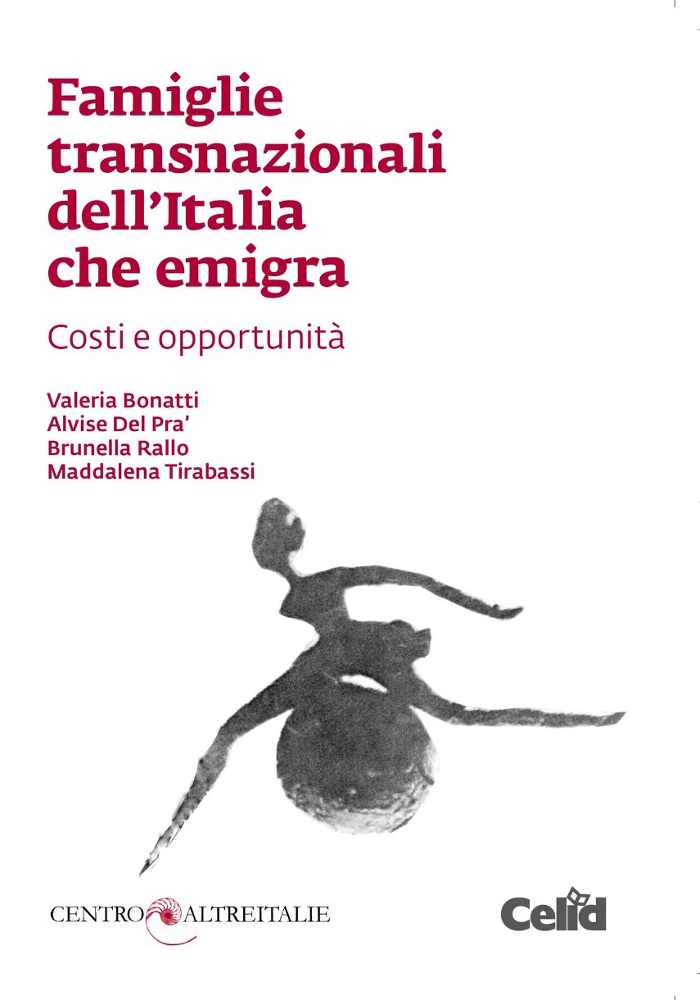 Famiglie
transnazionali
dell’Italia
che emigra
Costi e opportunità
Valeria Bonatti
Alvise Del Pra’
Brunella Rallo
Maddalena Tirabassi
CENTRO ALTREITALIE
Celid